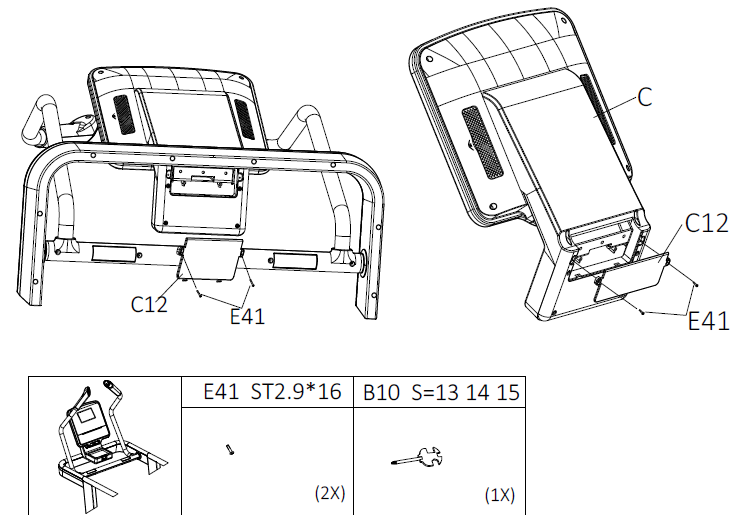 C
C12
E41
C12
E41
E41 ST2.9*16
B10 S=13 14 15
(2X)
(1X)